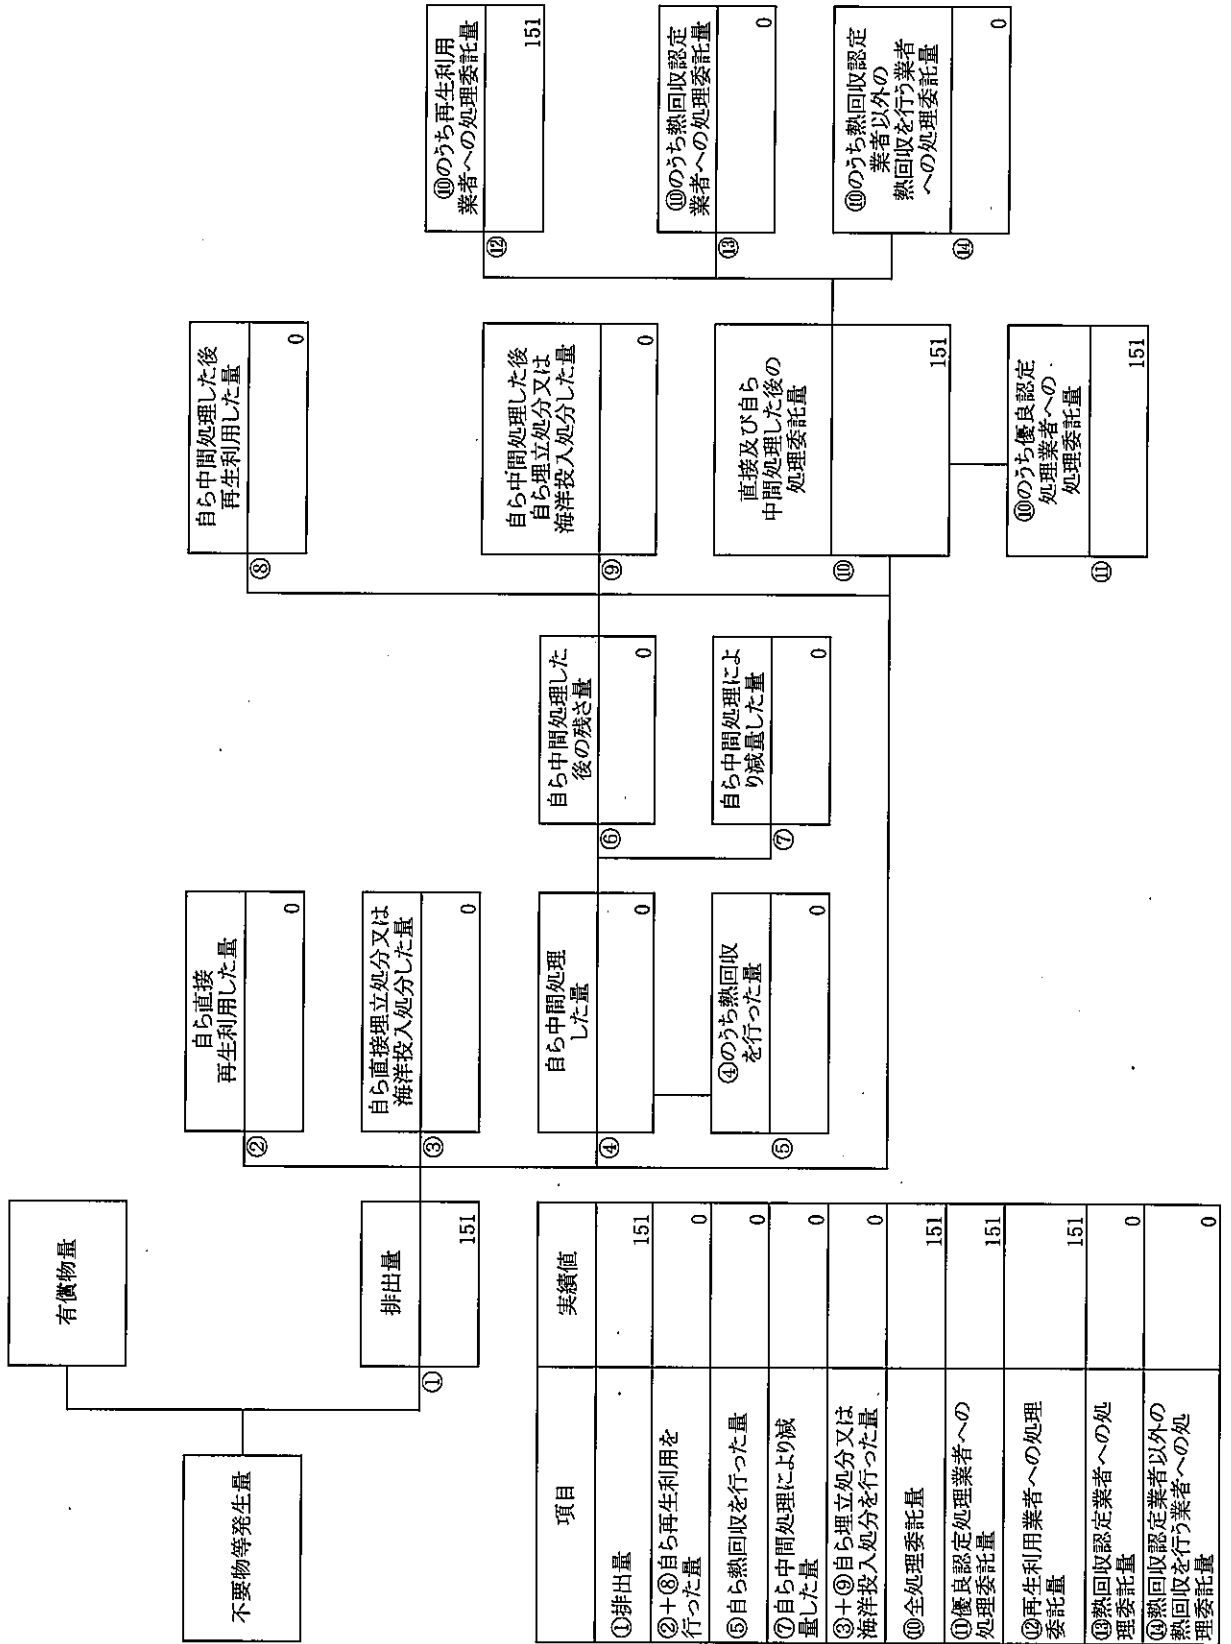 不要物等発生量
有償物量
排出量
①
151
自ら直接
再生利用した量
②
0
自ら直接埋立処分又は
海洋投入処分した量
③
0
自ら中間処理
した量
④
0
④のうち熱回収
を行った量
⑤
0
自ら中間処理した
後の残さ量
⑥
0
自ら中間処理によ
り減量した量
⑦
0
自ら中間処理した後
再生利用した量
⑧
0
自ら中間処理した後
自ら埋立処分又は
海洋投入処分した量
⑨
0
直接及び自ら
中間処理した後の
処理委託量
⑩
151
⑩のうち優良認定
処理業者への
処理委託量
⑪
151
⑩のうち再生利用
業者への処理委託量
⑫
151
⑩のうち熱回収認定
業者への処理委託量
⑬
0
⑩のうち熱回収認定
業者以外の
熱回収を行う業者
への処理委託量
⑭
0
項目 実績値
①排出量 151
②+⑧自ら再生利用を
行った量 0
⑤自ら熱回収を行った量 0
⑦自ら中間処理により減
量した量 0
③+⑨自ら埋立処分又は
海洋投入処分を行った量 0
⑩全処理委託量 151
⑪優良認定処理業者への
処理委託量 151
⑫再生利用業者への処理
委託量 151
⑬熱回収認定業者への処
理委託量 0
⑭熱回収認定業者以外の
熱回収を行う業者への処
理委託量 0